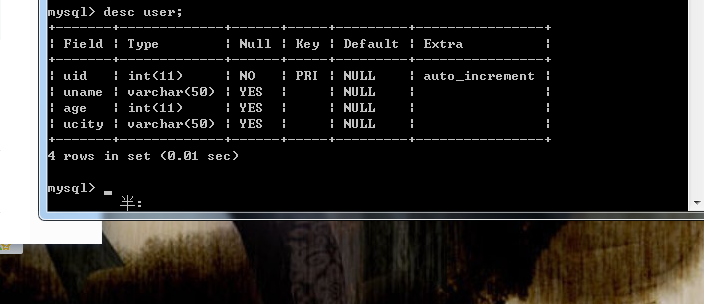 mysql> desc user;
+-------+-------------+------+-----+---------+----------------+
| Field | Type        | Null | Key | Default | Extra          |
+-------+-------------+------+-----+---------+----------------+
| uid   | int(11)     | NO   | PRI | NULL    | auto_increment |
| uname | varchar(50) | YES  |     | NULL    |                |
| age   | int(11)     | YES  |     | NULL    |                |
| ucity | varchar(50) | YES  |     | NULL    |                |
+-------+-------------+------+-----+---------+----------------+
4 rows in set (0.01 sec)
mysql> _
半: